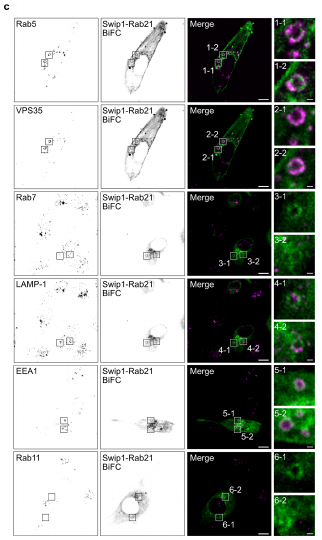 c
Rab5
Swip1-Rab21
BiFC
Merge
1-2
1-1
1-1
1-2
VPS35
Swip1-Rab21
BiFC
Merge
2-2
2-1
2-1
2-2
Rab7
Swip1-Rab21
BiFC
Merge
3-1
3-2
3-1
3-2
LAMP-1
Swip1-Rab21
BiFC
Merge
4-1
4-2
4-1
4-2
EEA1
Swip1-Rab21
BiFC
Merge
5-1
5-2
5-1
5-2
Rab11
Swip1-Rab21
BiFC
Merge
6-2
6-1
6-1
6-2